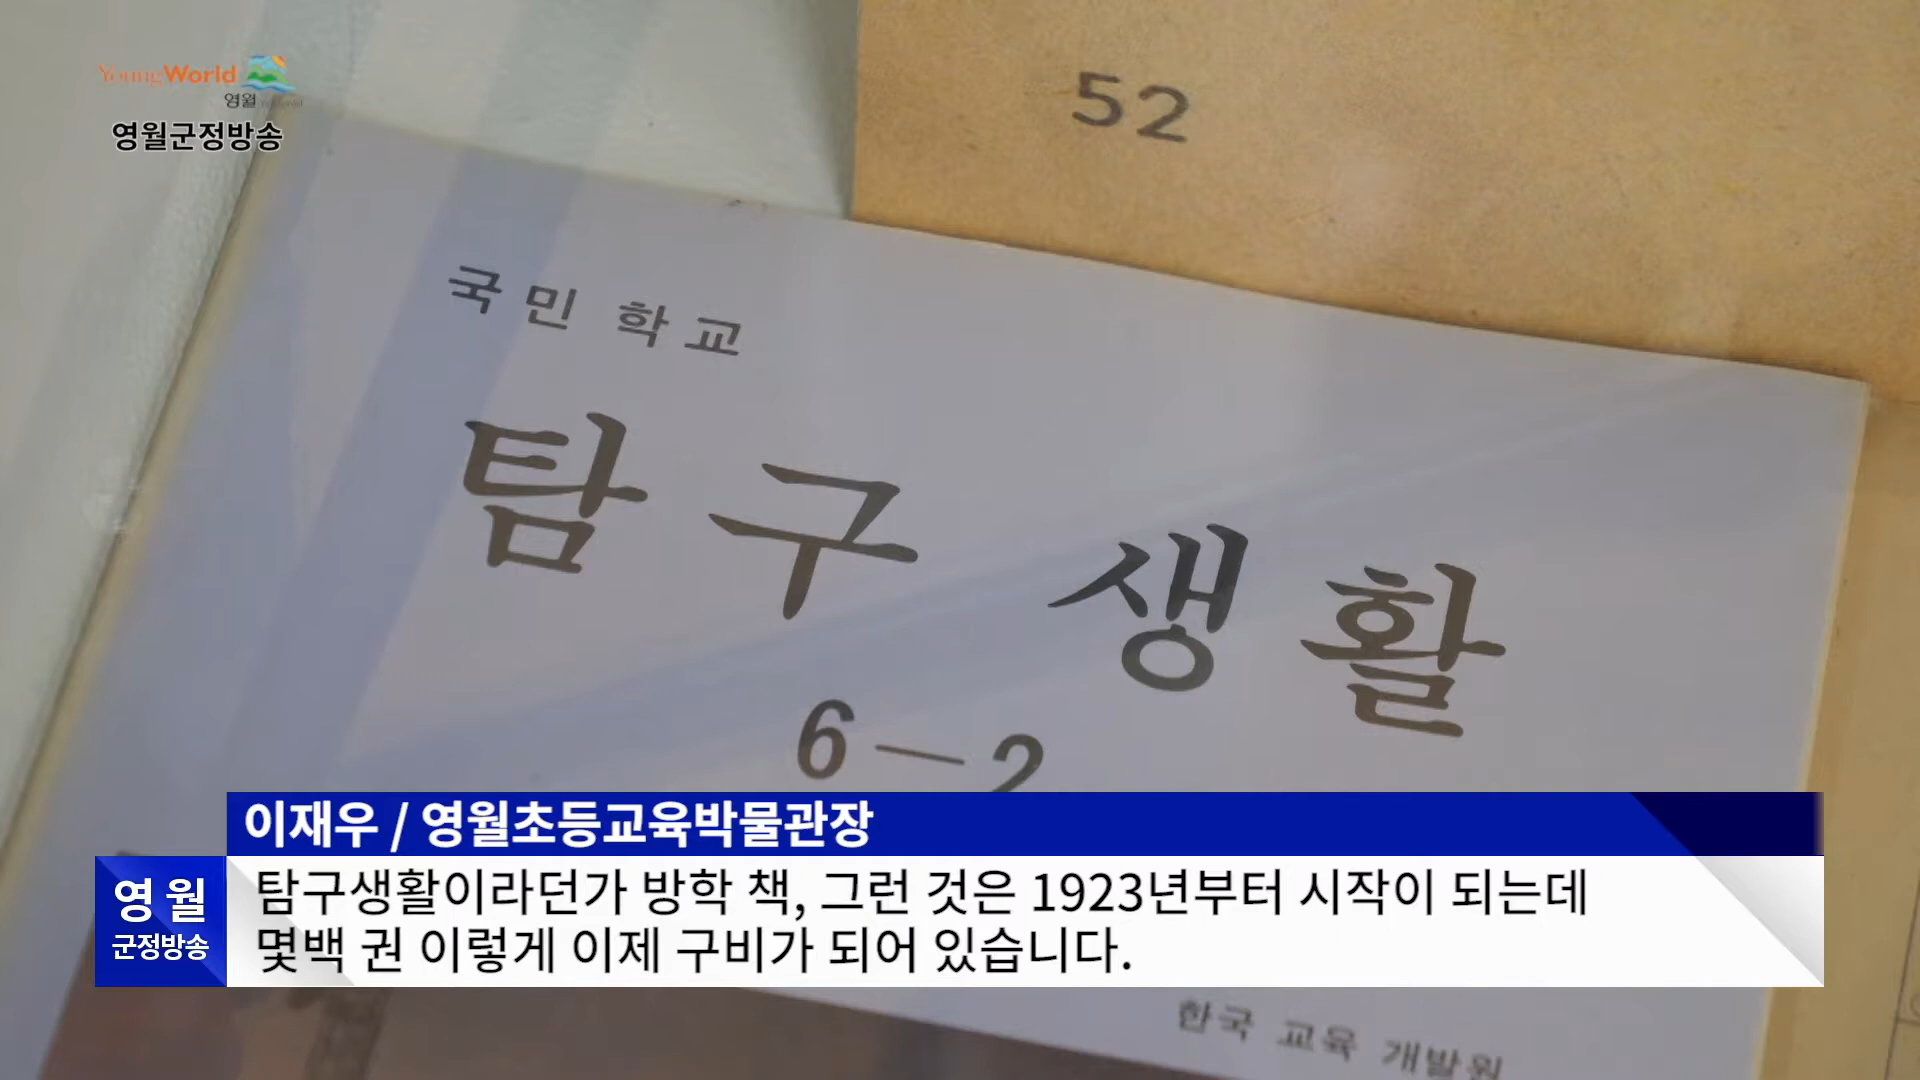 YoungWorld
영월
영월군정방송
52
국민 학교
탐구 생활
6-2
이재우 / 영월초등교육박물관장
영월
군정방송
탐구생활이라던가 방학 책, 그런 것은 1923년부터 시작이 되는데
몇백 권 이렇게 이제 구비가 되어 있습니다.
한국 교육 개발원